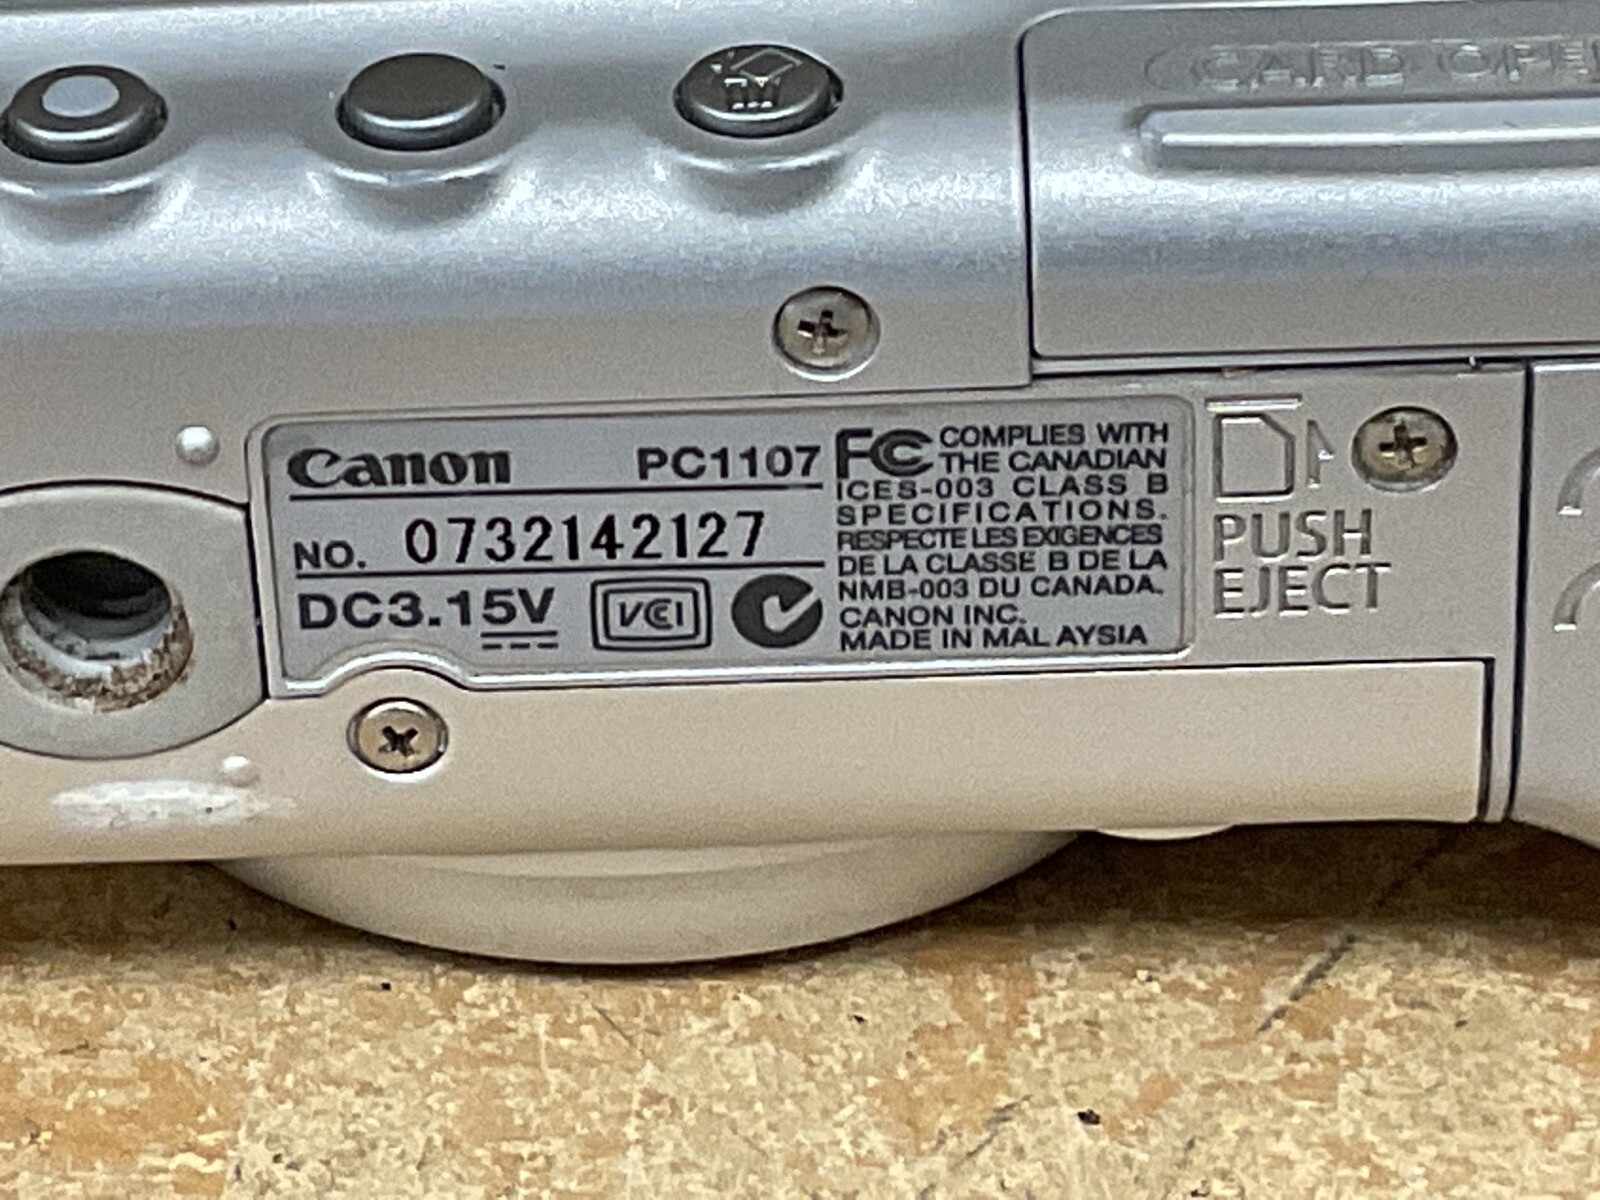 CARD OPEN
Canon PC1107
NO. 0732142127
DC3.15V VCCI
FC COMPLIES WITH
THE CANADIAN
ICES-003 CLASS B
SPECIFICATIONS.
RESPECTE LES EXIGENCES
DE LA CLASSE B DE LA
NMB-003 DU CANADA.
CANON INC.
MADE IN MALAYSIA
PUSH
EJECT